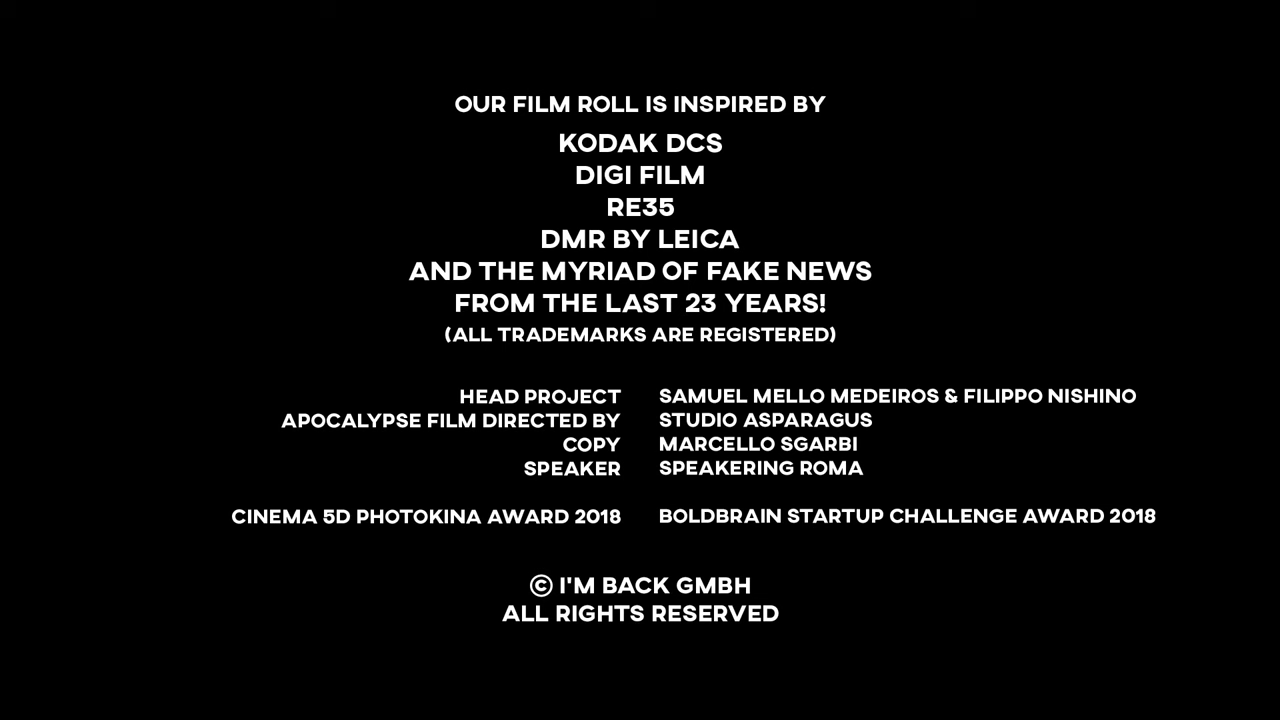 OUR FILM ROLL IS INSPIRED BY
KODAK DCS
DIGI FILM
RE35
DMR BY LEICA
AND THE MYRIAD OF FAKE NEWS
FROM THE LAST 23 YEARS!
(ALL TRADEMARKS ARE REGISTERED)
HEAD PROJECT SAMUEL MELLO MEDEIROS & FILIPPO NISHINO
APOCALYPSE FILM DIRECTED BY STUDIO ASPARAGUS
COPY MARCELLO SGARBI
SPEAKER SPEAKERING ROMA
CINEMA 5D PHOTOKINA AWARD 2018 BOLDBRAIN STARTUP CHALLENGE AWARD 2018
© I'M BACK GMBH
ALL RIGHTS RESERVED